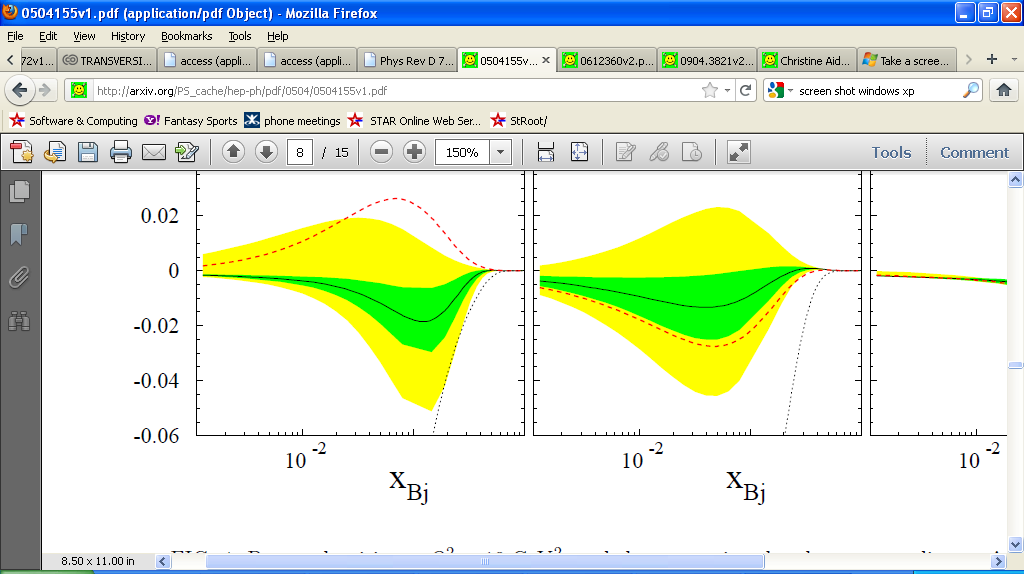 0504155v1.pdf (application/pdf Object) - Mozilla Firefox
File Edit View History Bookmarks Tools Help
72v1... TRANSVERSI... access (appli... access (appli... Phys Rev D 7... 0504155v... 0612360v2.p... 0904.3821v2... Christine Aid... Take a scree...
http://arxiv.org/PS_cache/hep-ph/pdf/0504/0504155v1.pdf screen shot windows xp
Software & Computing Fantasy Sports phone meetings STAR Online Web Ser... StRoot/
8 / 15 150% Tools Comment
0.02
0
-0.02
-0.04
-0.06
10 -2 10 -2 10 -2
xBj xBj
8.50 x 11.00 in